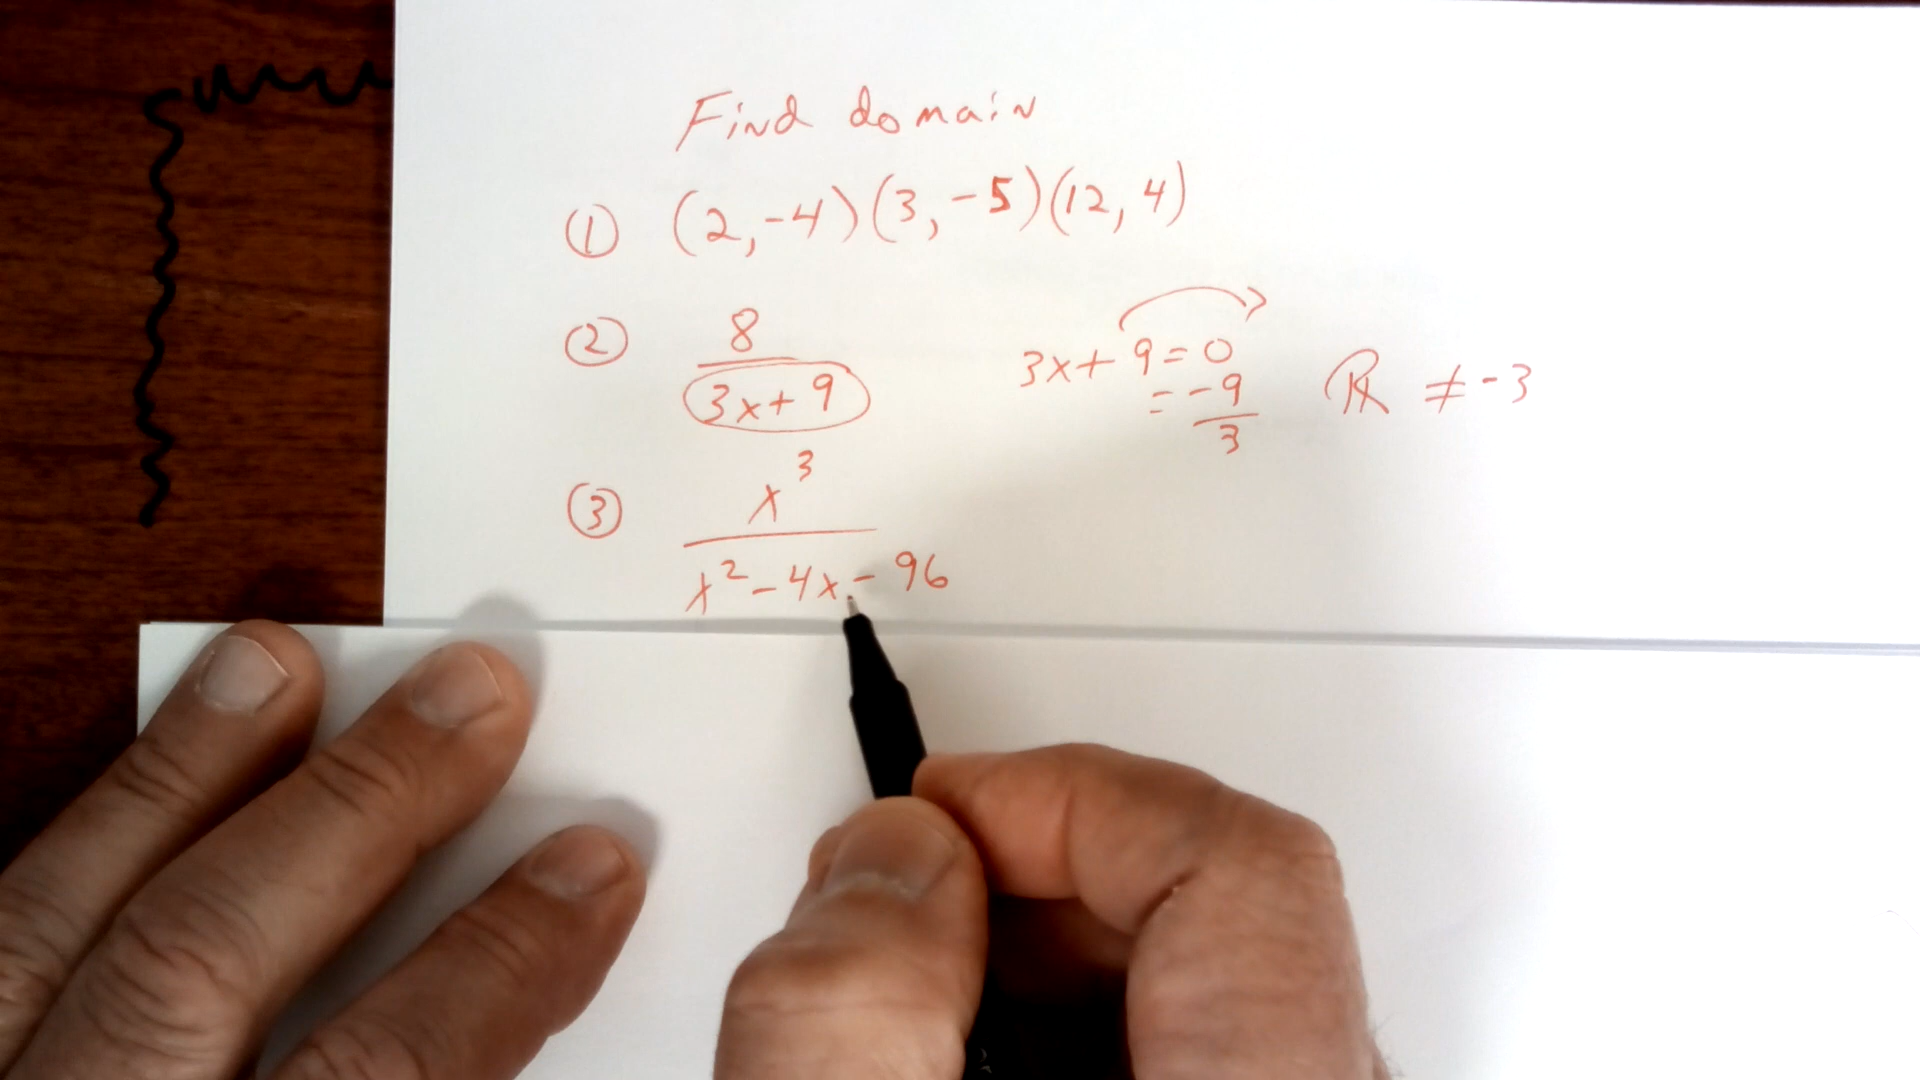 Find domain
① (2, -4) (3, -5) (12, 4)
② 8
3x + 9
3x + 9 = 0
= -9
3
ℝ ≠ -3
③ x³
x² - 4x - 96